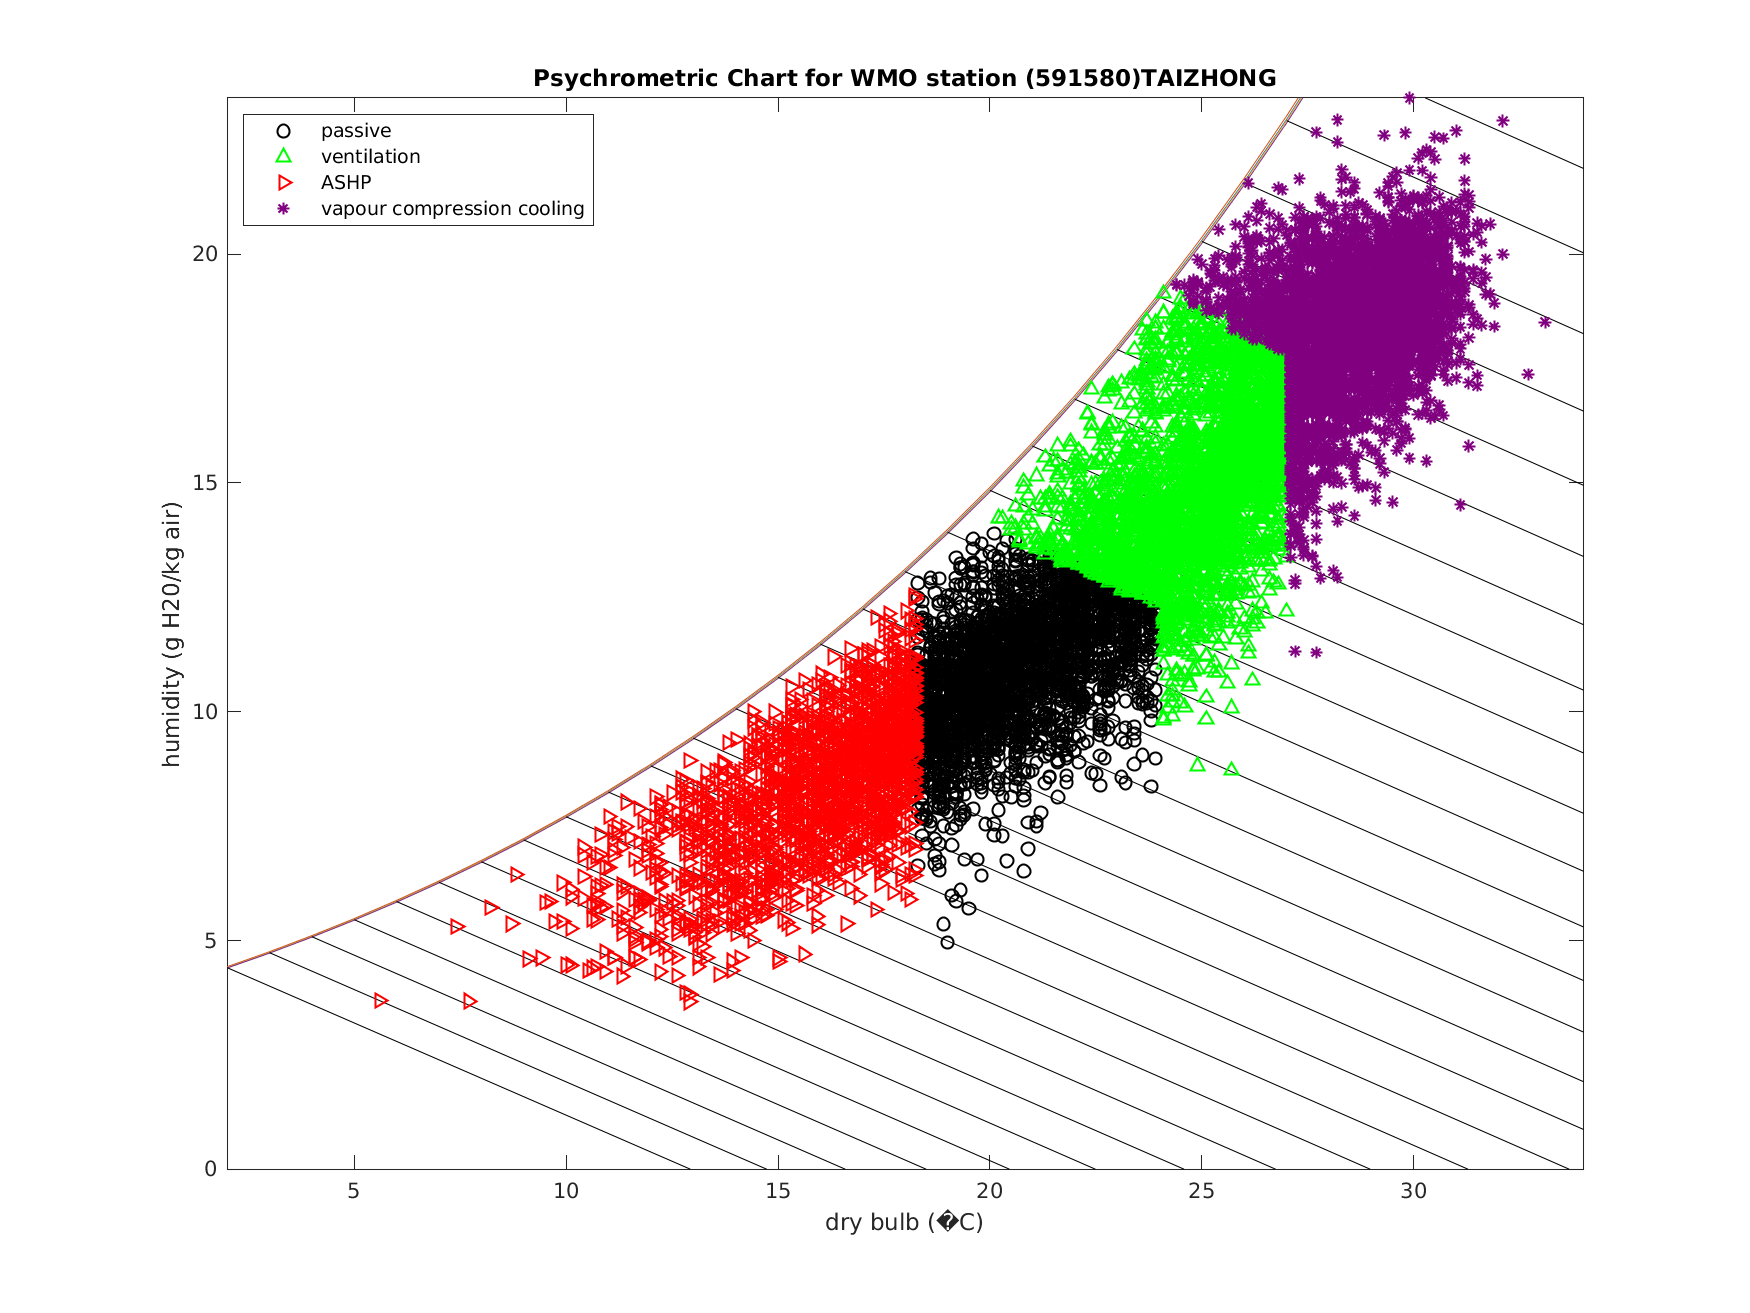 Psychrometric Chart for WMO station (591580)TAIZHONG
passive
ventilation
ASHP
vapour compression cooling
20
15
10
5
0
humidity (g H20/kg air)
5 10 15 20 25 30
dry bulb (�C)